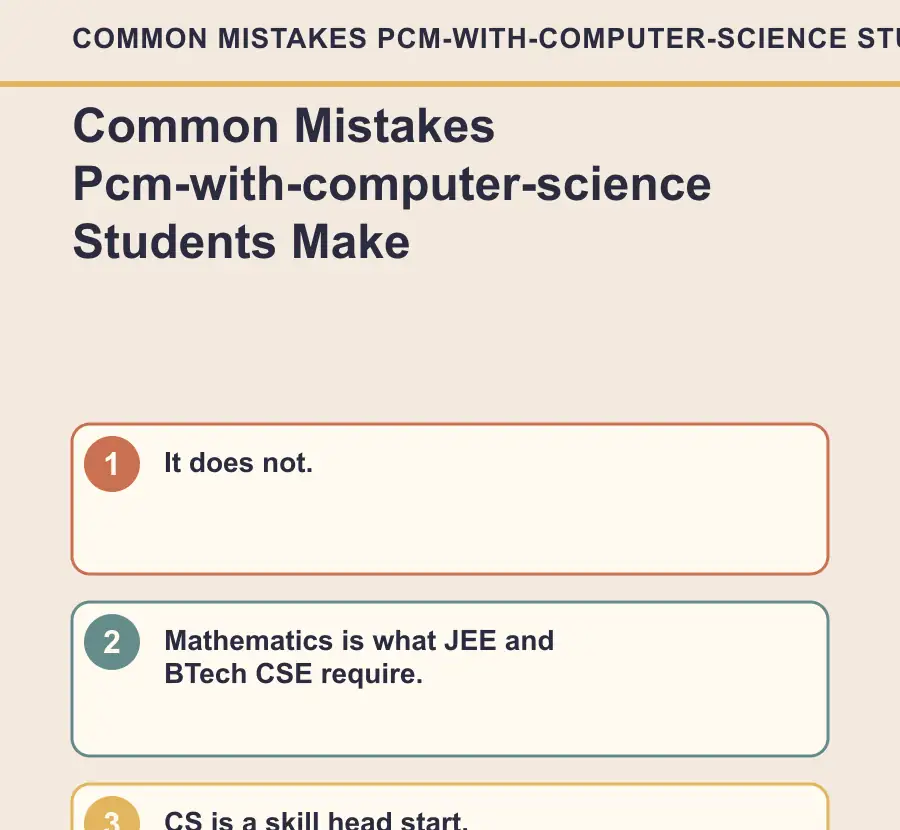 COMMON MISTAKES PCM-WITH-COMPUTER-SCIENCE
Common Mistakes
Pcm-with-computer-science
Students Make
1
It does not.
2
Mathematics is what JEE and
BTech CSE require.
3
CS is a skill head start.